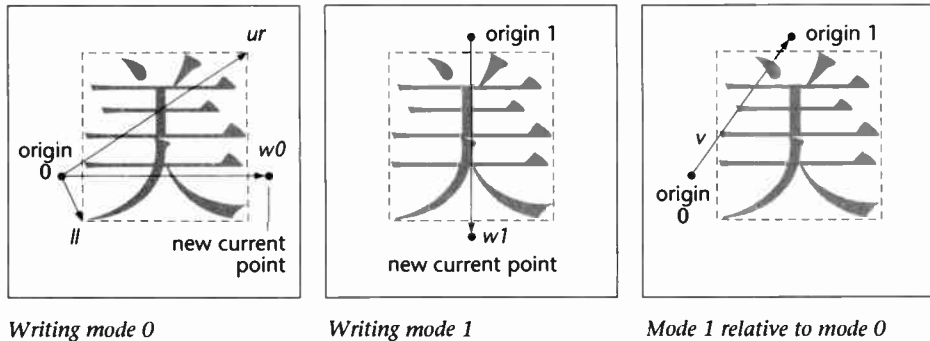 ur
origin
0
w0
ll
new current
point
美
Writing mode 0
origin 1
美
w1
new current point
Writing mode 1
origin 1
美
v
origin
0
Mode 1 relative to mode 0